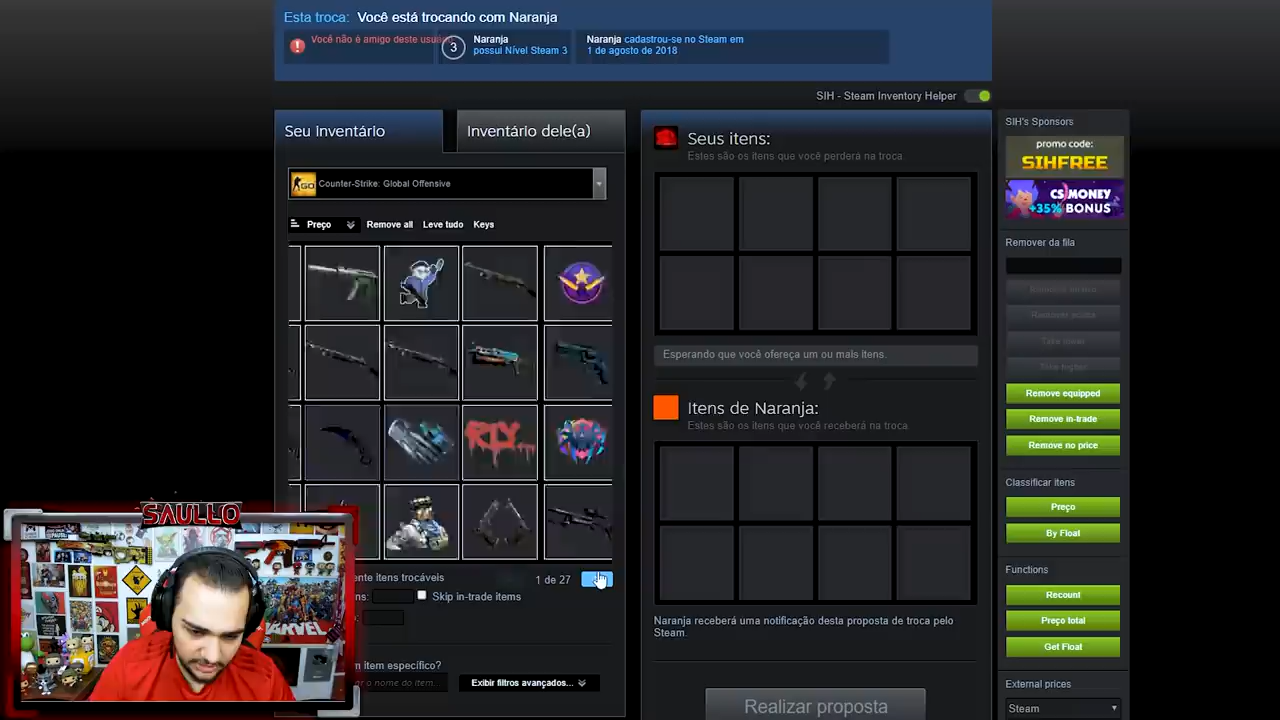 Esta troca: Você está trocando com Naranja
Você não é amigo deste
3
Naranja
possui Nível Steam 3
Naranja cadastrou-se no Steam em
1 de agosto de 2018
SIH - Steam Inventory Helper
Seu inventário
Inventário dele(a)
Counter-Strike: Global Offensive
Preço
Remove all
Leve tudo
Keys
RIY
1 de 27
itens trocáveis
Skip in-trade items
item específico?
o nome do item...
Exibir filtros avançados...
SAULLO
MARVEL
Seus itens:
Estes são os itens que você perderá na troca
Esperando que você ofereça um ou mais itens.
Itens de Naranja:
Estes são os itens que você receberá na troca.
Naranja receberá uma notificação desta proposta de troca pelo
Steam.
Realizar proposta
SIH's Sponsors
promo code:
SIHFREE
CS MONEY
+35% BONUS
Remover da fila
Remove equipped
Remove in-trade
Remove no price
Classificar itens
Preço
By Float
Functions
Recount
Preço total
Get Float
External prices
Steam